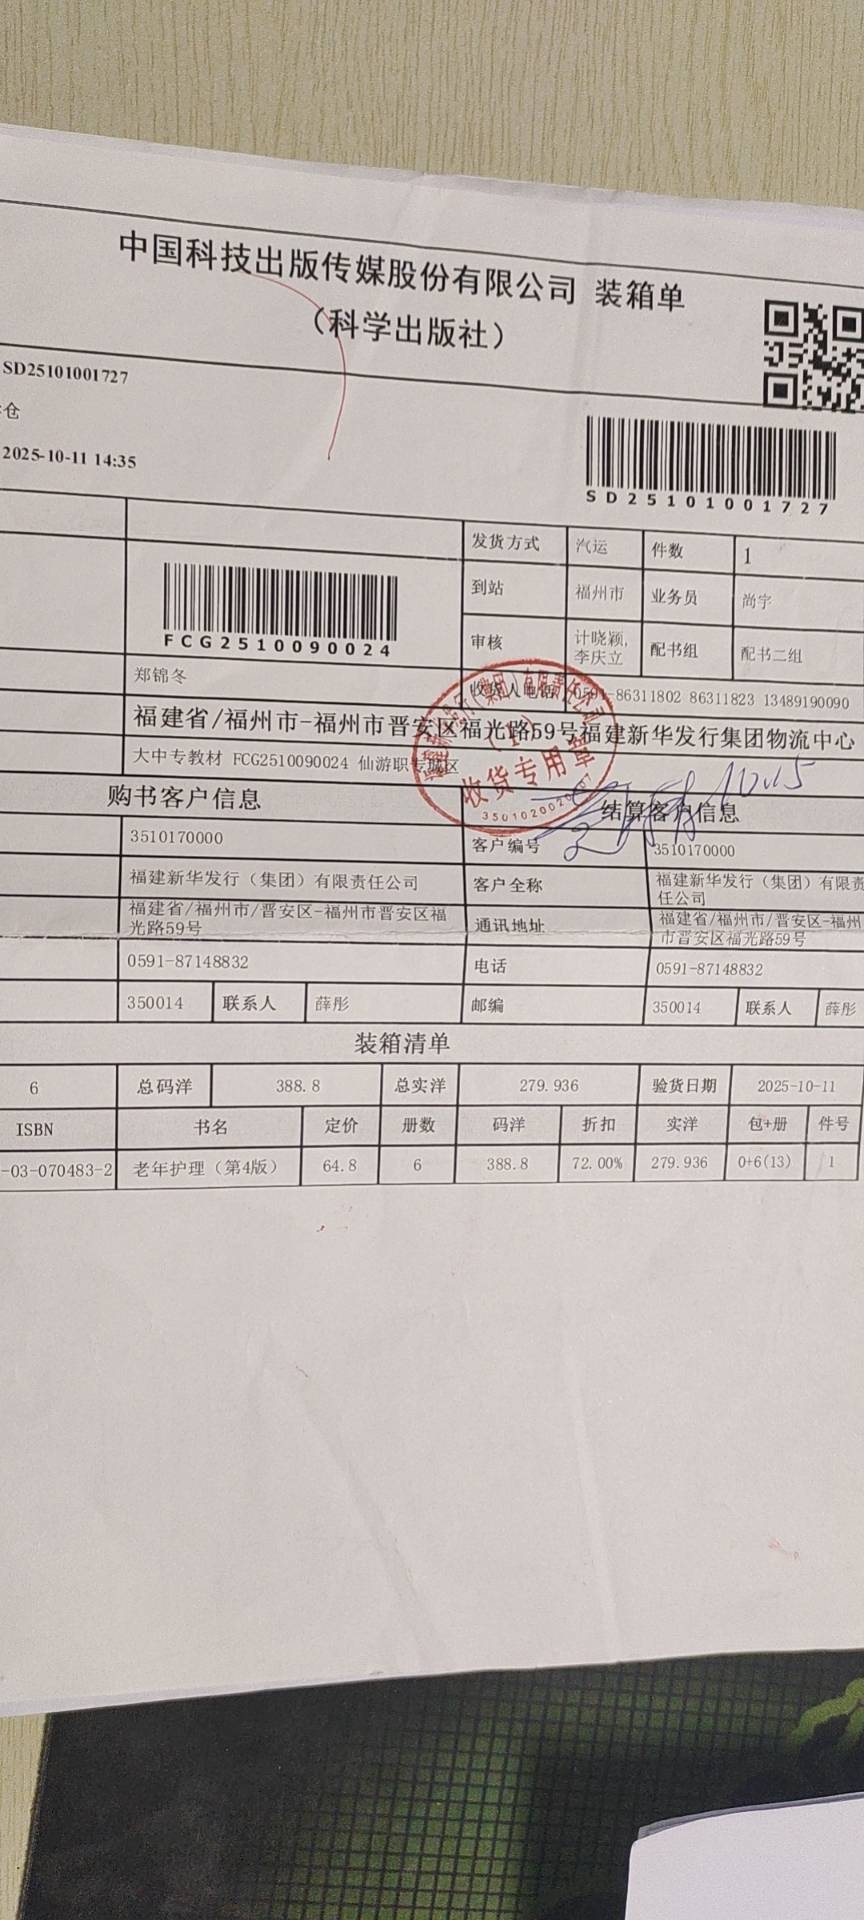 中国科技出版传媒股份有限公司 装箱单
（科学出版社）
SD25101001727
仓
2025-10-11 14:35
SD25101001727
发货方式 汽运 件数 1
FCG2510090024
到站 福州市 业务员 尚宇
审核 计晓颖,李庆立 配书组 配书二组
郑锦冬 收货人电话 0591-86311802 86311823 13489190090
福建省/福州市-福州市晋安区福光路59号福建新华发行集团物流中心
大中专教材 FCG2510090024 仙游职专城区
收货专用章
10.15
购书客户信息 结算客户信息
3510170000 客户编号 3510170000
福建新华发行（集团）有限责任公司 客户全称 福建新华发行（集团）有限责任公司
福建省/福州市/晋安区-福州市晋安区福光路59号 通讯地址 福建省/福州市/晋安区-福州市晋安区福光路59号
0591-87148832 电话 0591-87148832
350014 联系人 薛彤 邮编 350014 联系人 薛彤
装箱清单
6 总码洋 388.8 总实洋 279.936 验货日期 2025-10-11
ISBN 书名 定价 册数 码洋 折扣 实洋 包+册 件号
-03-070483-2 老年护理（第4版） 64.8 6 388.8 72.00% 279.936 0+6(13) 1